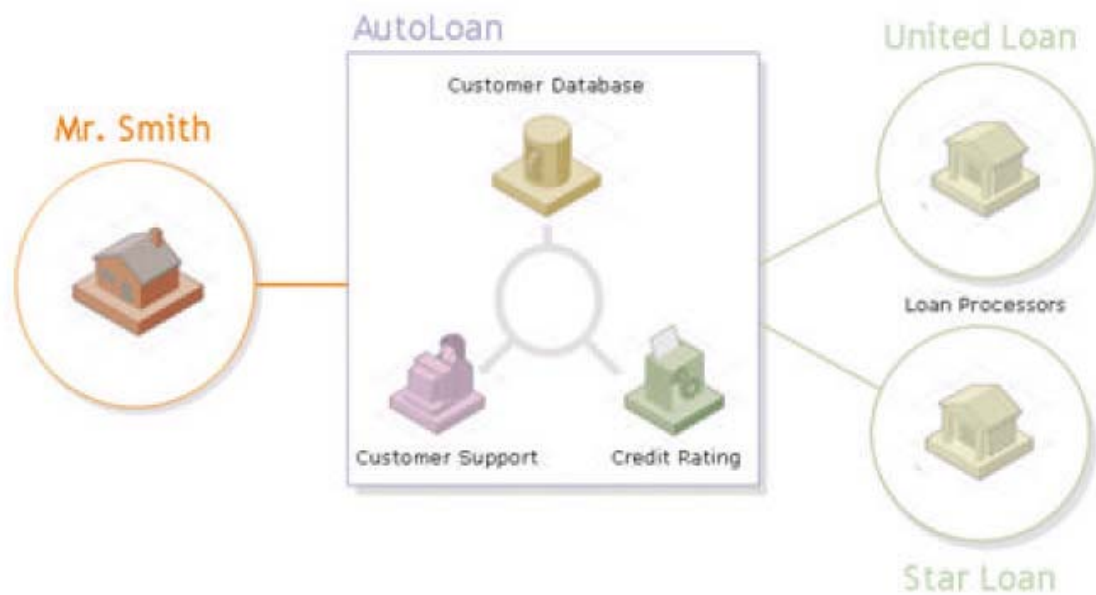 AutoLoan
United Loan
Customer Database
Mr. Smith
Loan Processors
Customer Support
Credit Rating
Star Loan